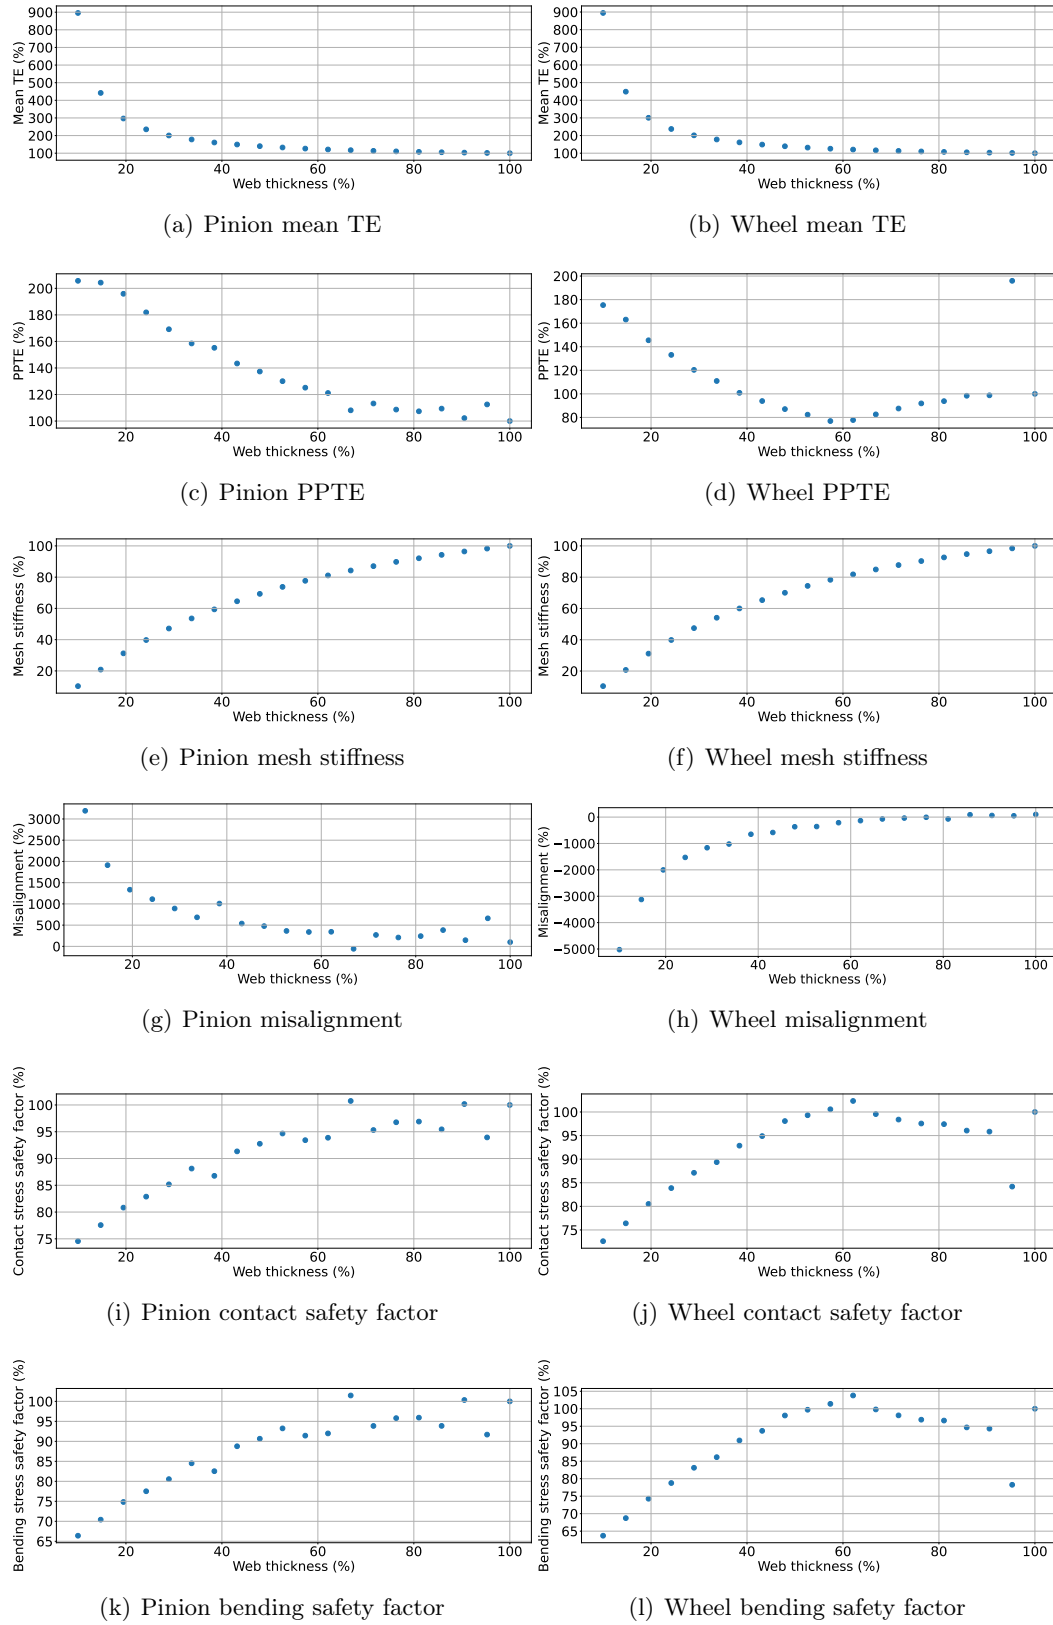 900
800
700
600
500
400
300
200
100
Mean TE (%)
20 40 60 80 100
Web thickness (%)
(a) Pinion mean TE
900
800
700
600
500
400
300
200
100
Mean TE (%)
20 40 60 80 100
Web thickness (%)
(b) Wheel mean TE
200
180
160
140
120
100
PPTE (%)
20 40 60 80 100
Web thickness (%)
(c) Pinion PPTE
200
180
160
140
120
100
80
PPTE (%)
20 40 60 80 100
Web thickness (%)
(d) Wheel PPTE
100
80
60
40
20
Mesh stiffness (%)
20 40 60 80 100
Web thickness (%)
(e) Pinion mesh stiffness
100
80
60
40
20
Mesh stiffness (%)
20 40 60 80 100
Web thickness (%)
(f) Wheel mesh stiffness
3000
2500
2000
1500
1000
500
0
Misalignment (%)
20 40 60 80 100
Web thickness (%)
(g) Pinion misalignment
0
−1000
−2000
−3000
−4000
−5000
Misalignment (%)
20 40 60 80 100
Web thickness (%)
(h) Wheel misalignment
100
95
90
85
80
75
Contact stress safety factor (%)
20 40 60 80 100
Web thickness (%)
(i) Pinion contact safety factor
100
95
90
85
80
75
Contact stress safety factor (%)
20 40 60 80 100
Web thickness (%)
(j) Wheel contact safety factor
100
95
90
85
80
75
70
65
Bending stress safety factor (%)
20 40 60 80 100
Web thickness (%)
(k) Pinion bending safety factor
105
100
95
90
85
80
75
70
65
Bending stress safety factor (%)
20 40 60 80 100
Web thickness (%)
(l) Wheel bending safety factor